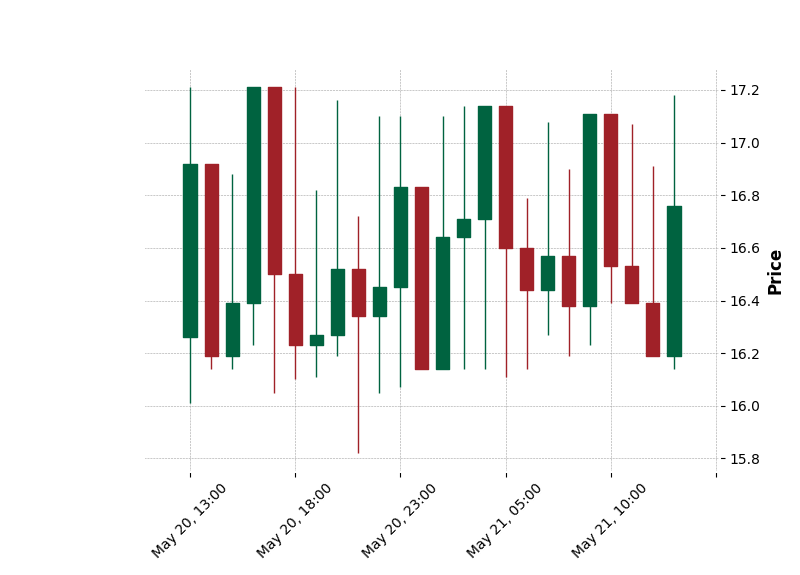 17.2
17.0
16.8
16.6
16.4
16.2
16.0
15.8
Price
May 20, 13:00
May 20, 18:00
May 20, 23:00
May 21, 05:00
May 21, 10:00